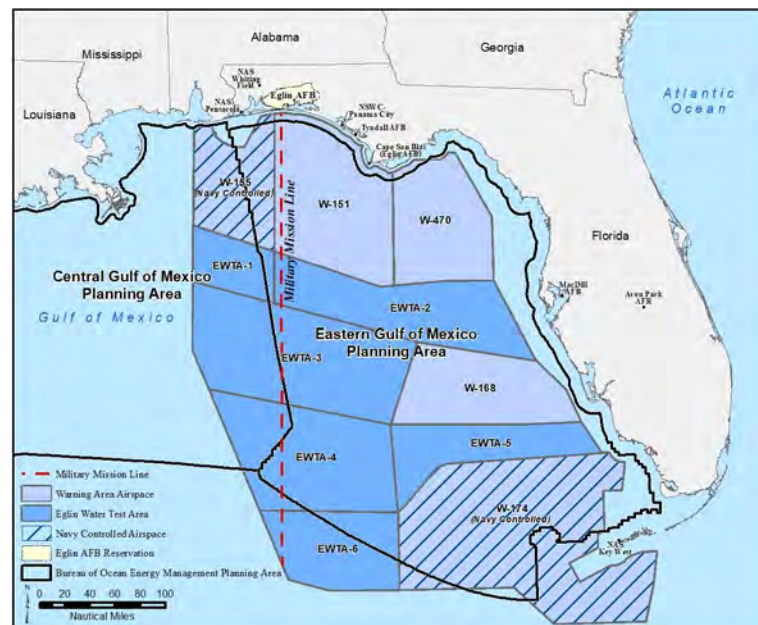 Mississippi
Alabama
Georgia
NAS
Whiting
Field
Eglin AFB
NAS
Pensacola
NSWC-
Panama City
Tyndall AFB
Cape San Blas
(Eglin AFB)
Louisiana
Atlantic
Ocean
W-155
(Navy Controlled)
W-151
W-470
Military Mission Line
Florida
EWTA-1
Central Gulf of Mexico
Planning Area
Gulf of Mexico
EWTA-2
MacDill
AFB
Avon Park
AFR
Eastern Gulf of Mexico
Planning Area
EWTA-3
W-168
EWTA-4
EWTA-5
W-174
(Navy Controlled)
EWTA-6
NAS
Key West
Military Mission Line
Warning Area Airspace
Eglin Water Test Area
Navy Controlled Airspace
Eglin AFB Reservation
Bureau of Ocean Energy Management Planning Area
N
0 20 40 60 80 100
Nautical Miles